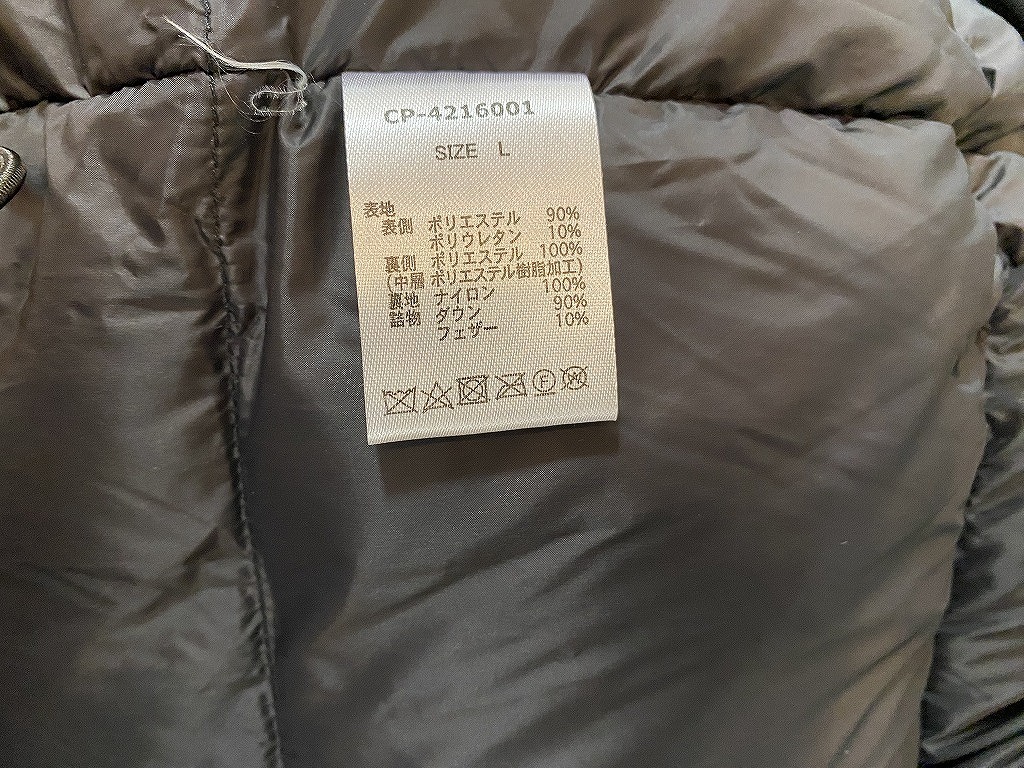 CP-4216001
SIZE L
表地
表側 ポリエステル 90%
ポリウレタン 10%
裏側 ポリエステル 100%
(中層 ポリエステル樹脂加工)
裏地 ナイロン 100%
詰物 ダウン 90%
フェザー 10%
F
W